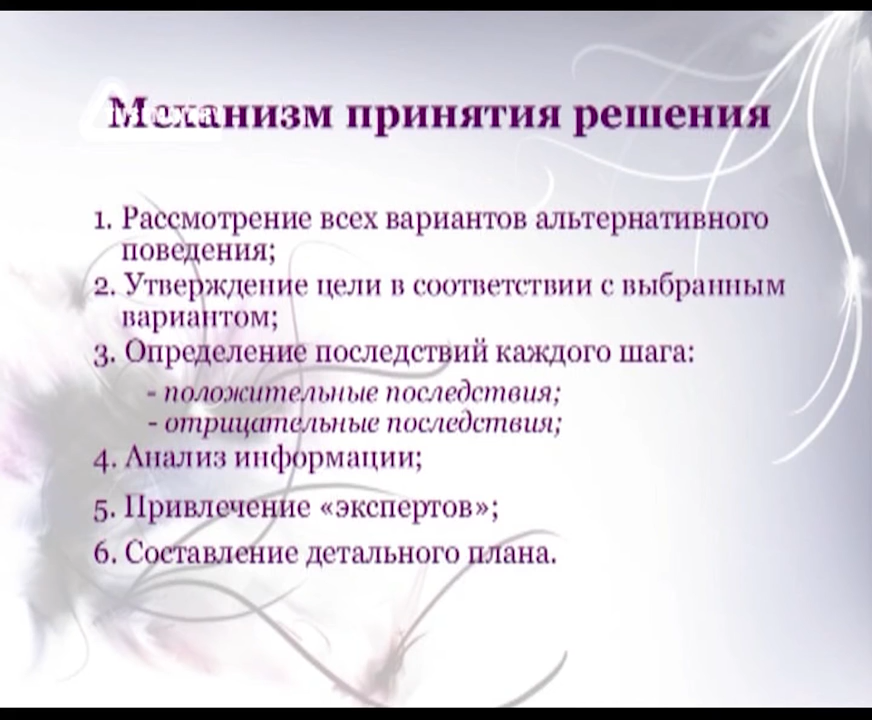 Механизм принятия решения
1. Рассмотрение всех вариантов альтернативного
поведения;
2. Утверждение цели в соответствии с выбранным
вариантом;
3. Определение последствий каждого шага:
- положительные последствия;
- отрицательные последствия;
4. Анализ информации;
5. Привлечение «экспертов»;
6. Составление детального плана.